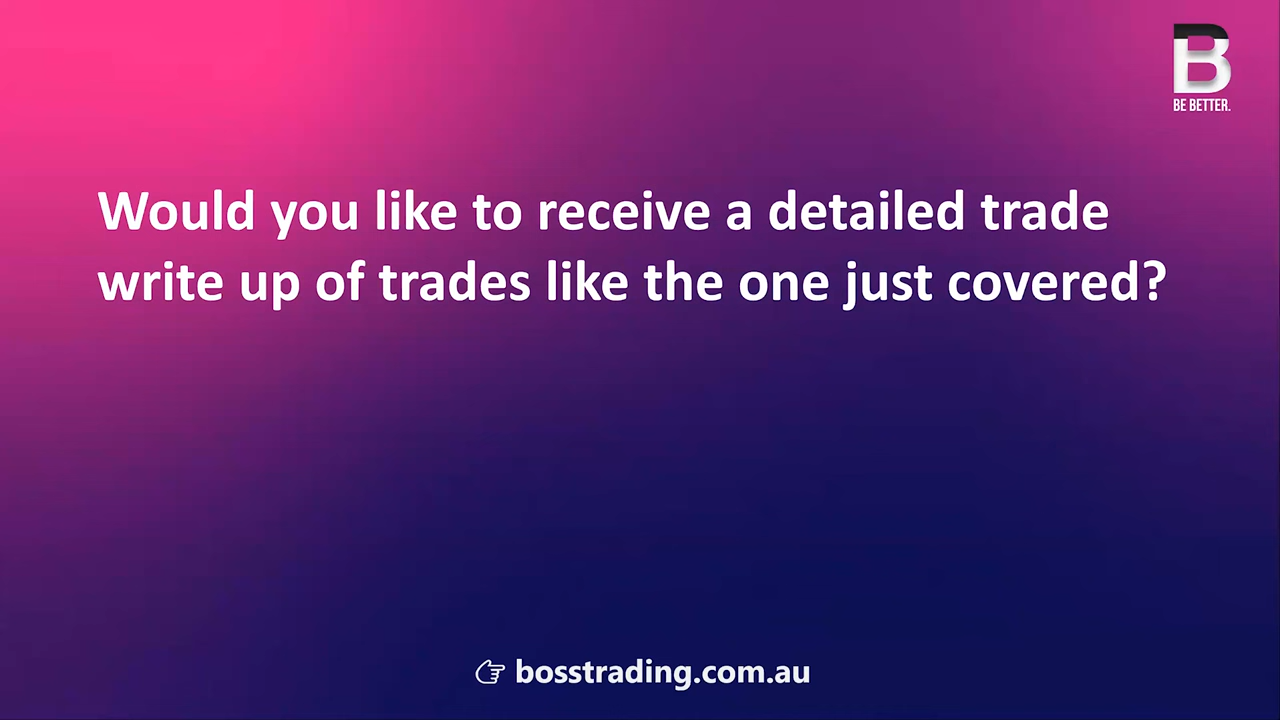 B
BE BETTER.
Would you like to receive a detailed trade
write up of trades like the one just covered?
👉 bosstrading.com.au